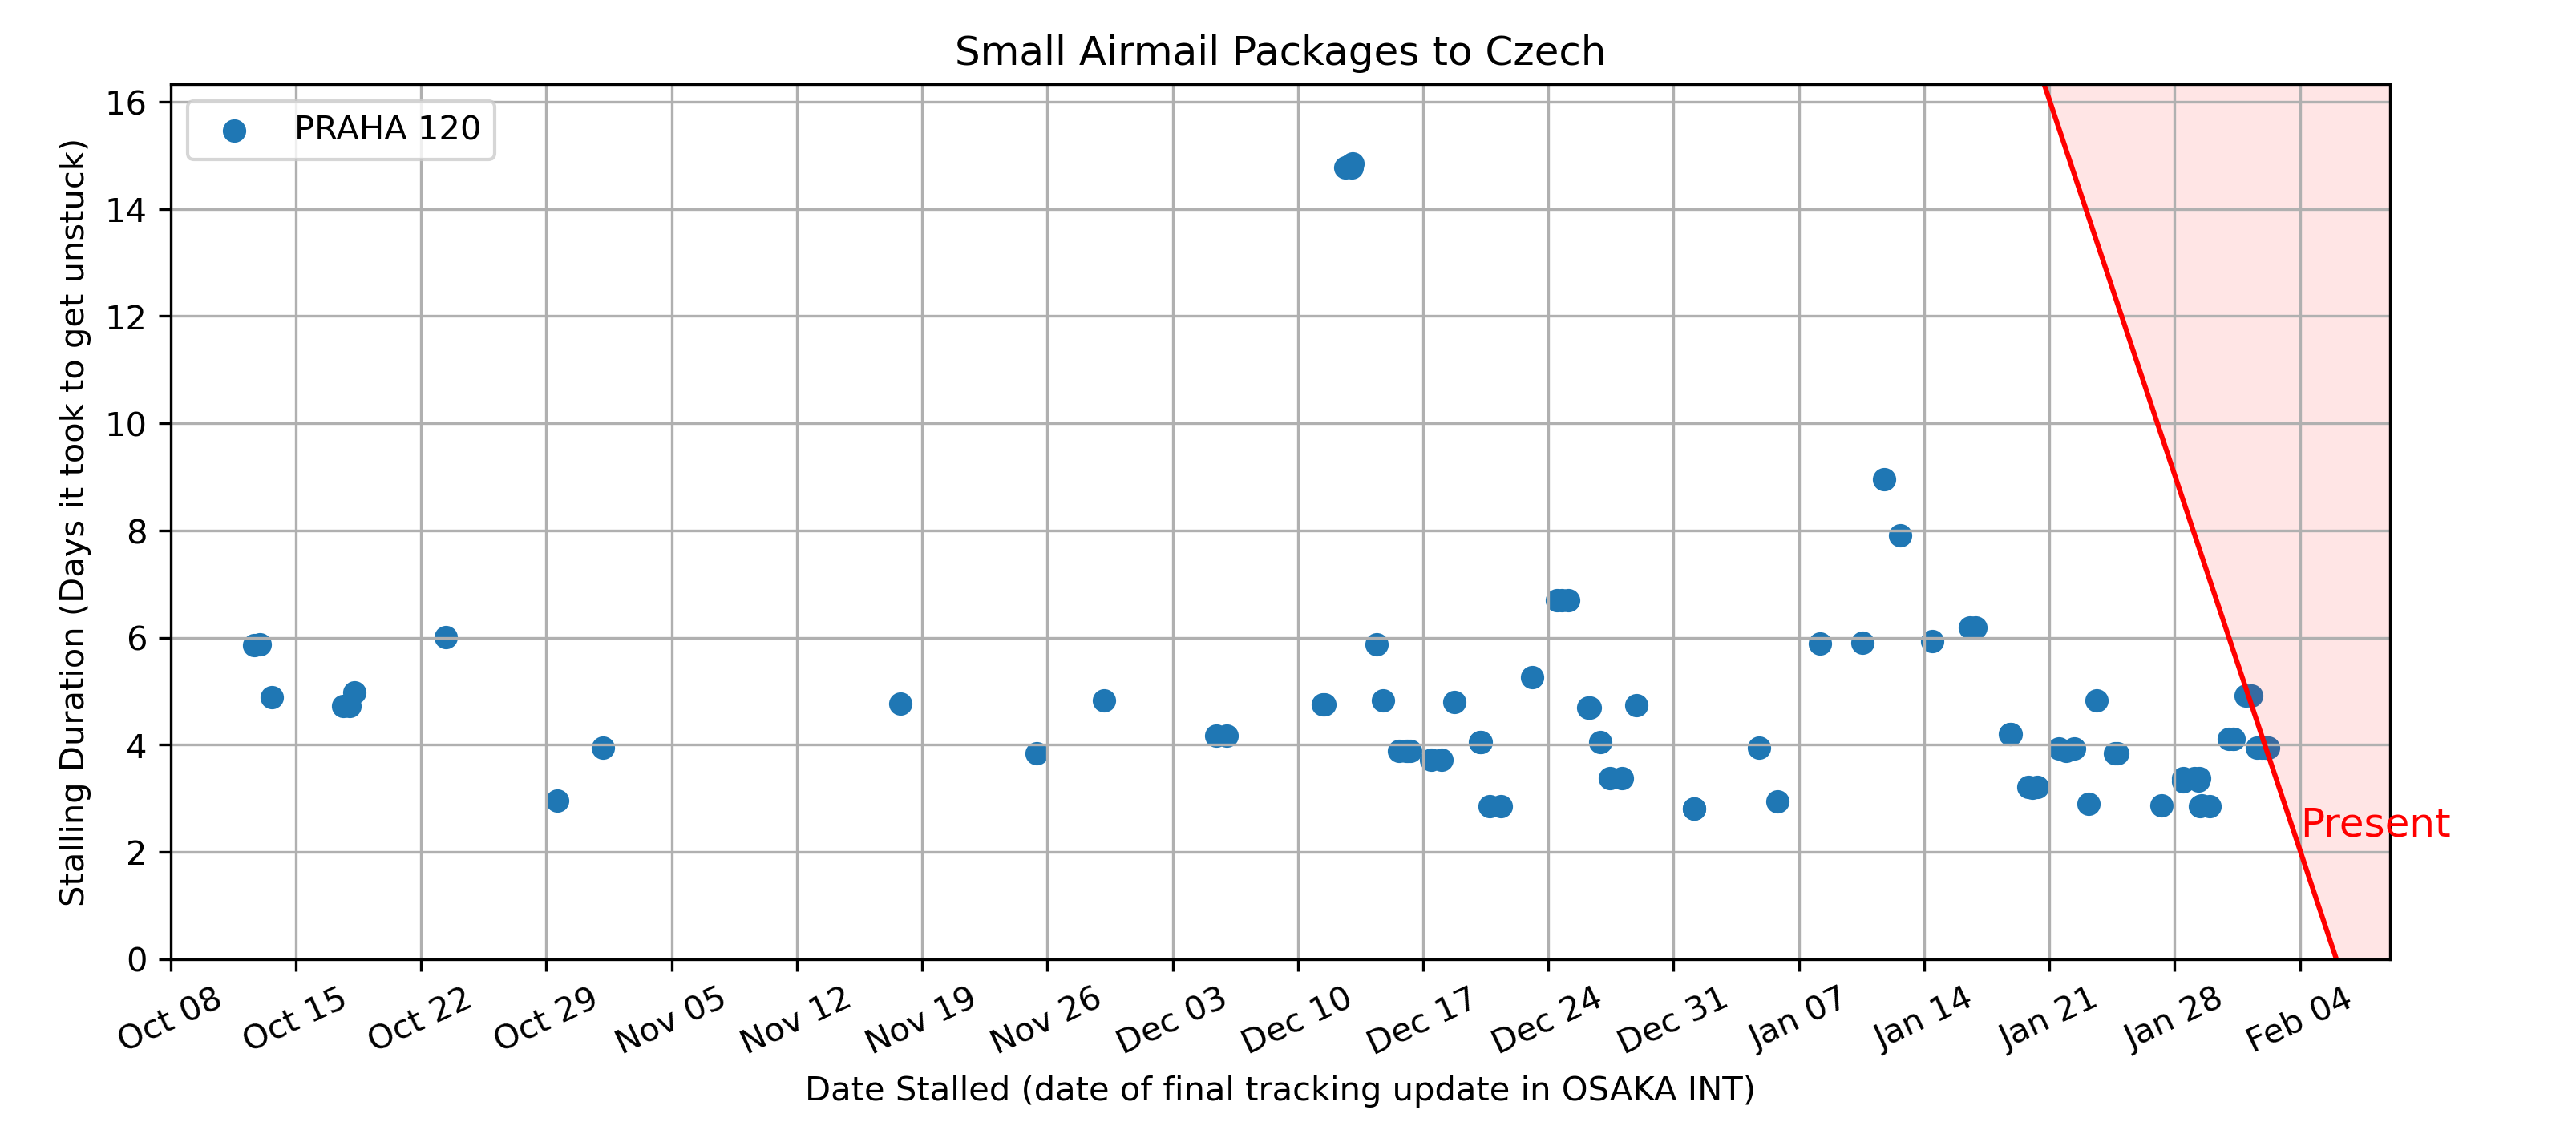 Small Airmail Packages to Czech
PRAHA 120
Stalling Duration (Days it took to get unstuck)
16
14
12
10
8
6
4
2
0
Present
Oct 08
Oct 15
Oct 22
Oct 29
Nov 05
Nov 12
Nov 19
Nov 26
Dec 03
Dec 10
Dec 17
Dec 24
Dec 31
Jan 07
Jan 14
Jan 21
Jan 28
Feb 04
Date Stalled (date of final tracking update in OSAKA INT)